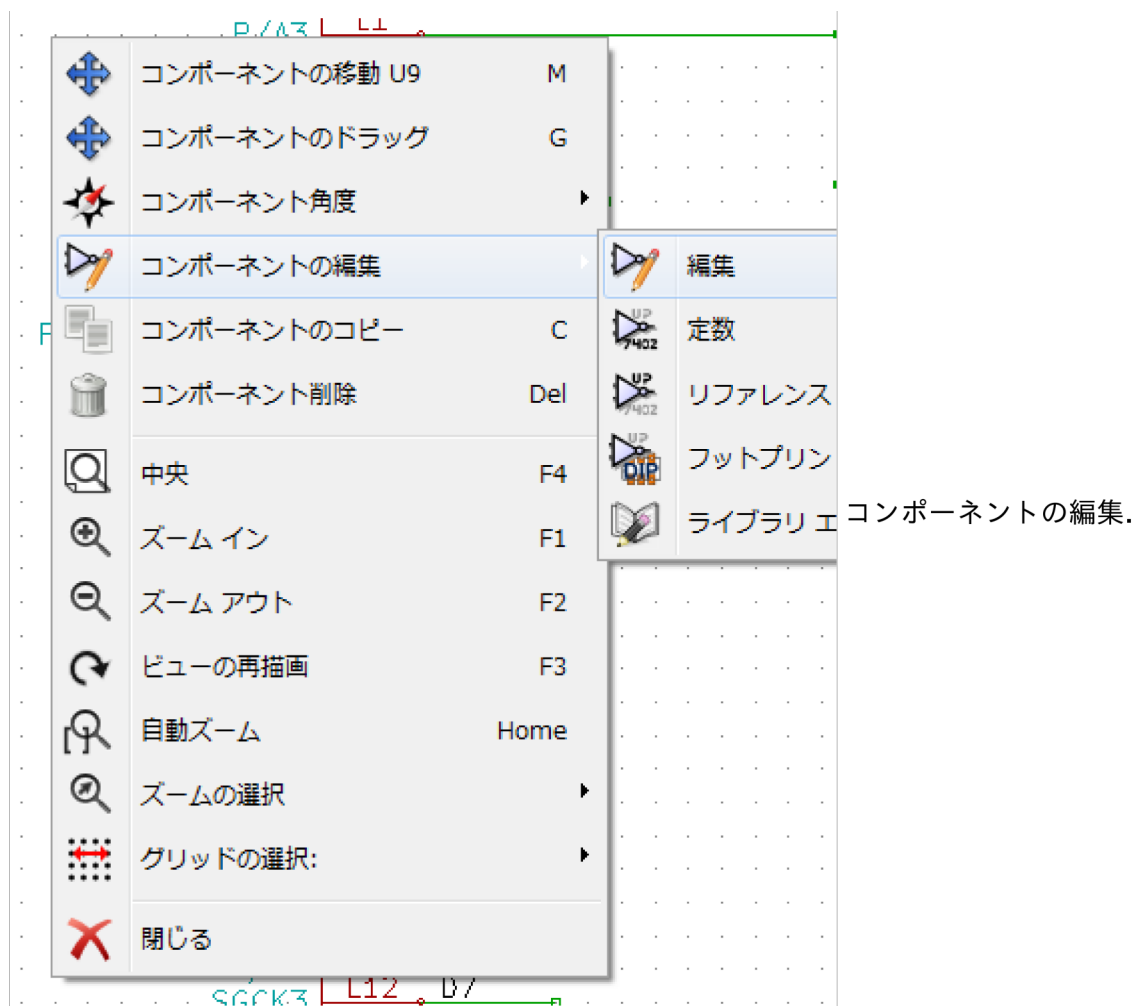 P/A3 L1
コンポーネントの移動 U9 M
コンポーネントのドラッグ G
コンポーネント角度
コンポーネントの編集
編集
コンポーネントのコピー C
定数
コンポーネント削除 Del
リファレンス
中央 F4
フットプリン
ズーム イン F1
ライブラリ エ
コンポーネントの編集.
ズーム アウト F2
ビューの再描画 F3
自動ズーム Home
ズームの選択
グリッドの選択:
閉じる
SGCK3 L12 D7